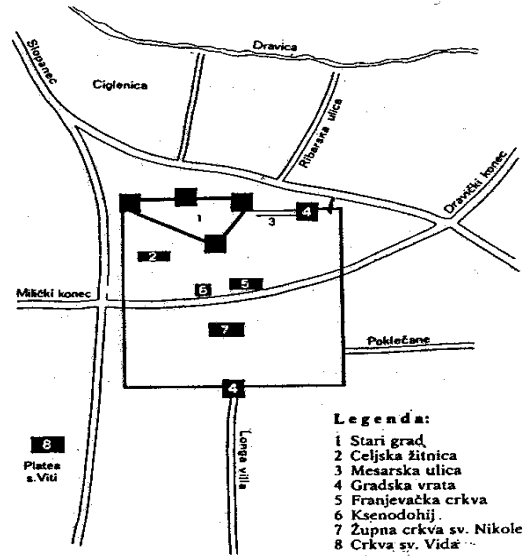 Slopanec
Dravica
Ciglenica
Ribarska ulica
Dravički konec
1
3
4
2
6
5
Milički konec
7
Poklečane
4
Longa villa
8
Platea
s. Viti
Legenda:
1 Stari grad
2 Celjska žitnica
3 Mesarska ulica
4 Gradska vrata
5 Franjevačka crkva
6 Ksenodohij
7 Župna crkva sv. Nikole
8 Crkva sv. Vida